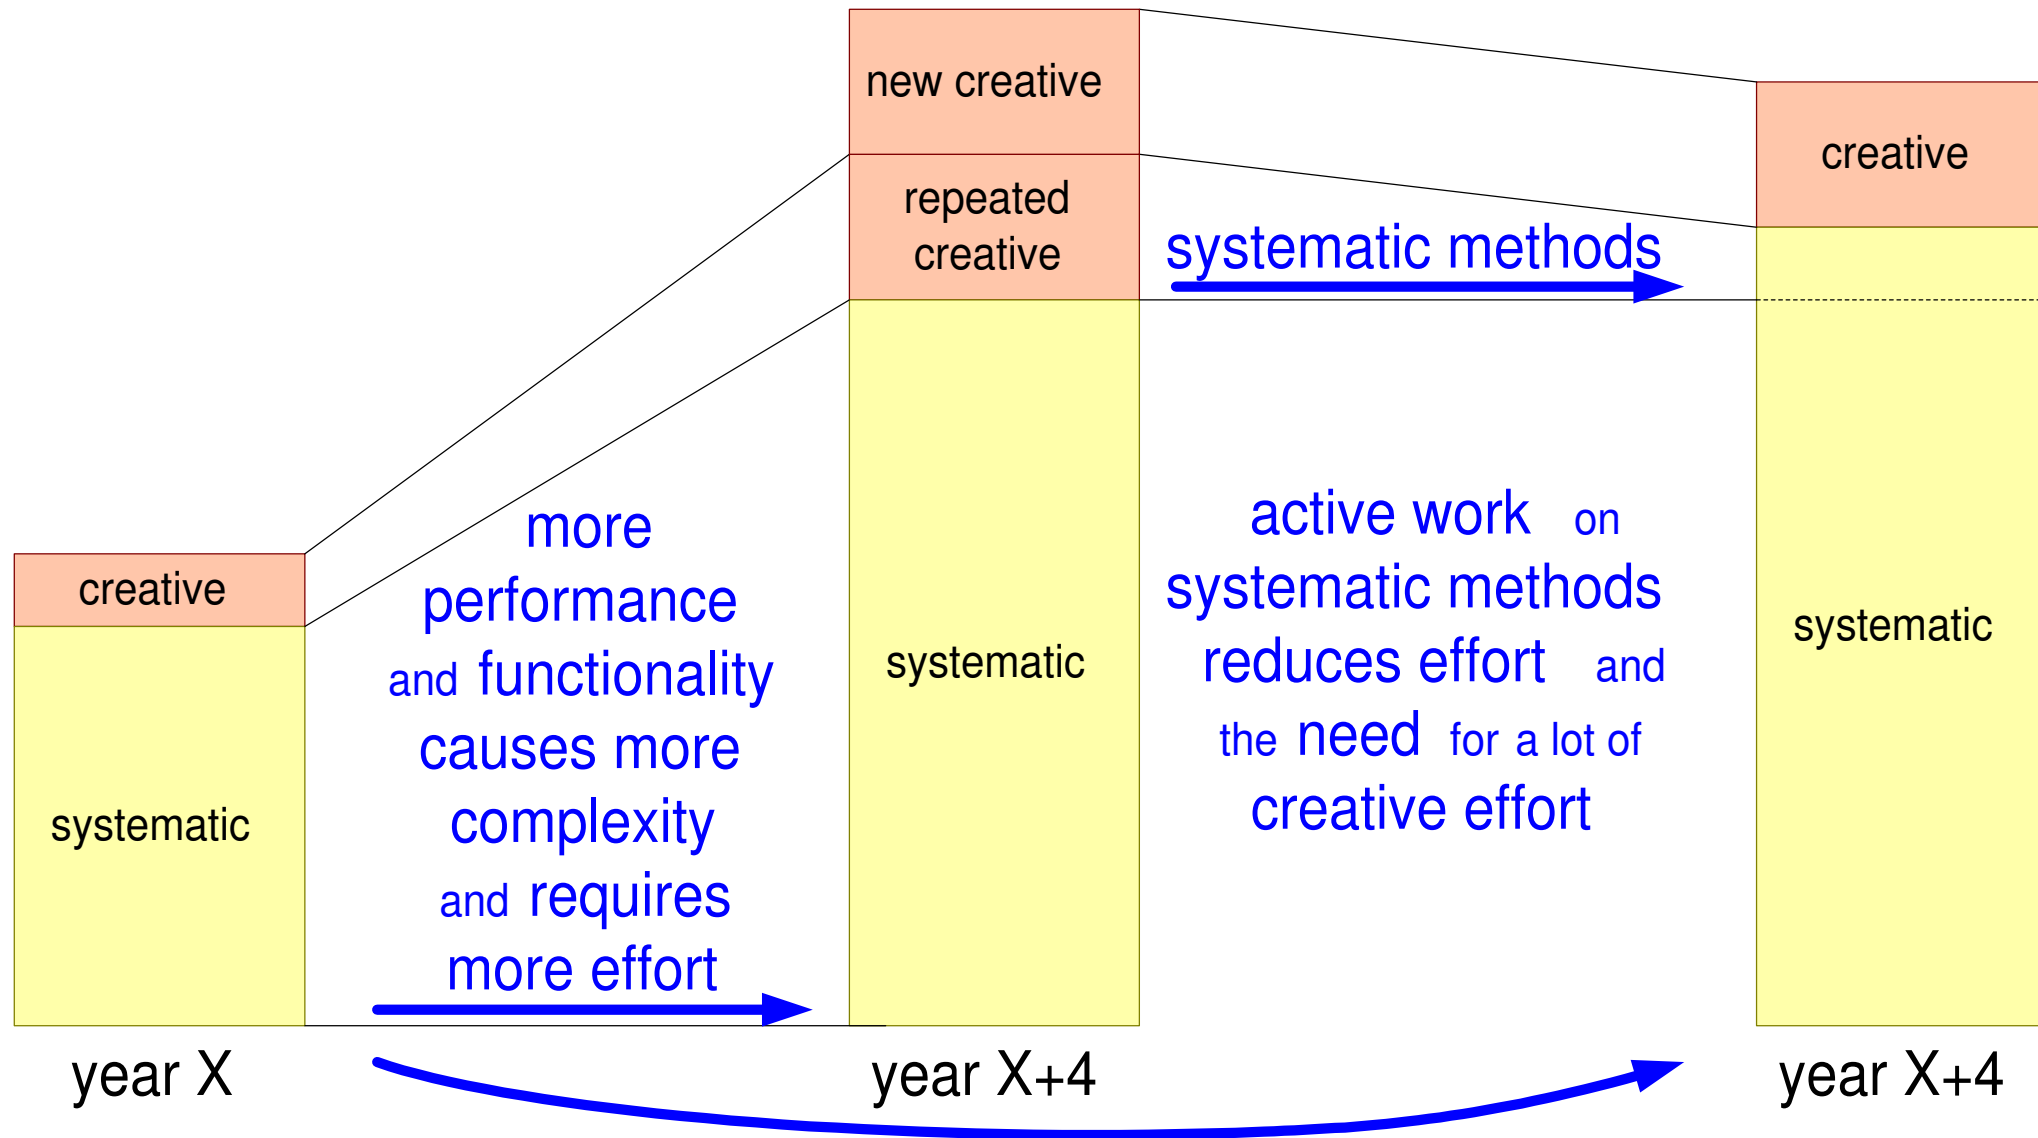 creative
systematic
year X
more
performance
and functionality
causes more
complexity
and requires
more effort
new creative
repeated
creative
systematic
year X+4
systematic methods
active work on
systematic methods
reduces effort and
the need for a lot of
creative effort
creative
systematic
year X+4